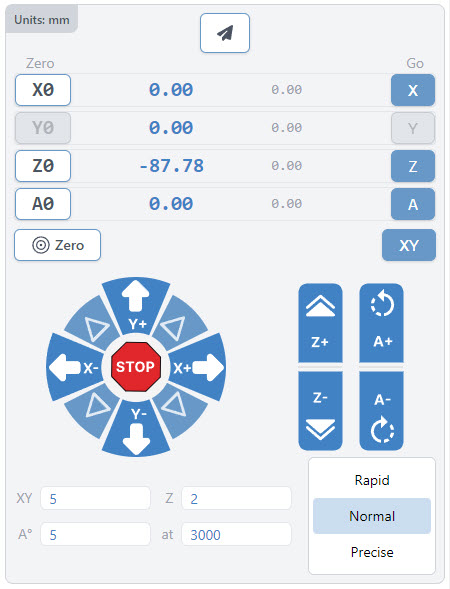 Units: mm
Zero Go
X0 0.00 0.00 X
Y0 0.00 0.00 Y
Z0 -87.78 0.00 Z
A0 0.00 0.00 A
Zero XY
Y+
X- STOP X+
Y-
Z+ A+
Z- A-
XY 5 Z 2
A° 5 at 3000
Rapid
Normal
Precise